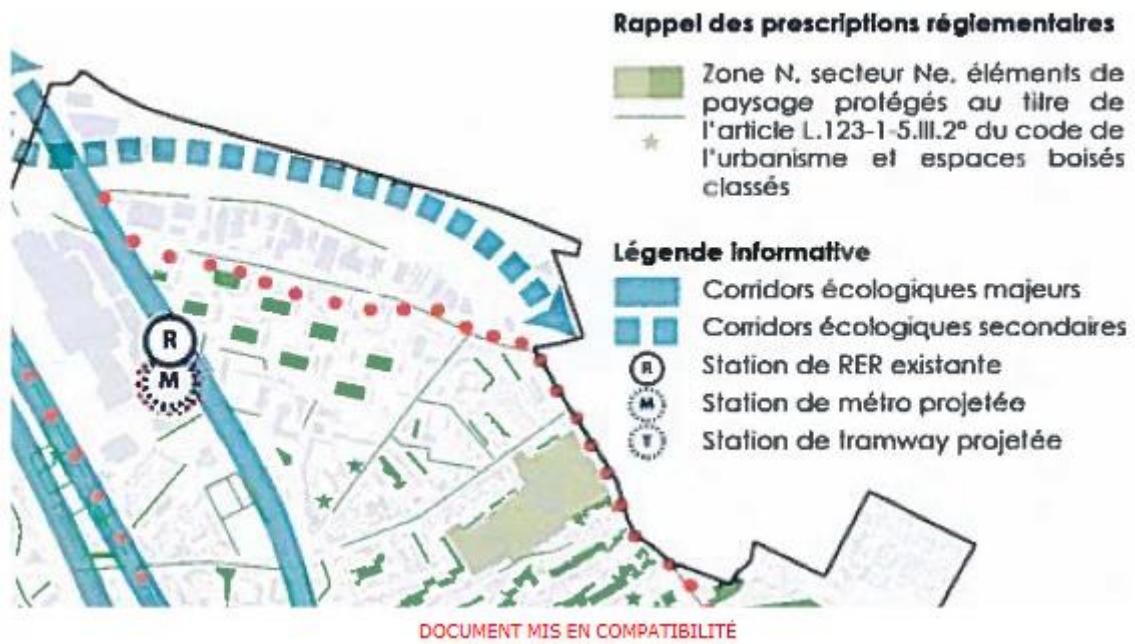 Rappel des prescriptions réglementaires
Zone N, secteur Ne, éléments de
paysage protégés au titre de
l'article L.123-1-5.III.2° du code de
l'urbanisme et espaces boisés
classés
Légende informative
Corridors écologiques majeurs
Corridors écologiques secondaires
R Station de RER existante
M Station de métro projetée
T Station de tramway projetée
R
M
DOCUMENT MIS EN COMPATIBILITÉ